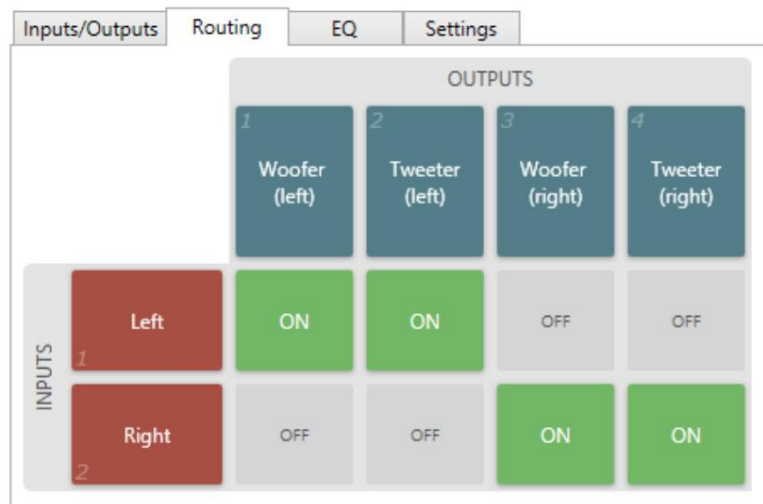 Inputs/Outputs Routing EQ Settings
OUTPUTS
1 2 3 4
Woofer Tweeter Woofer Tweeter
(left) (left) (right) (right)
INPUTS
Left ON ON OFF OFF
1
Right OFF OFF ON ON
2